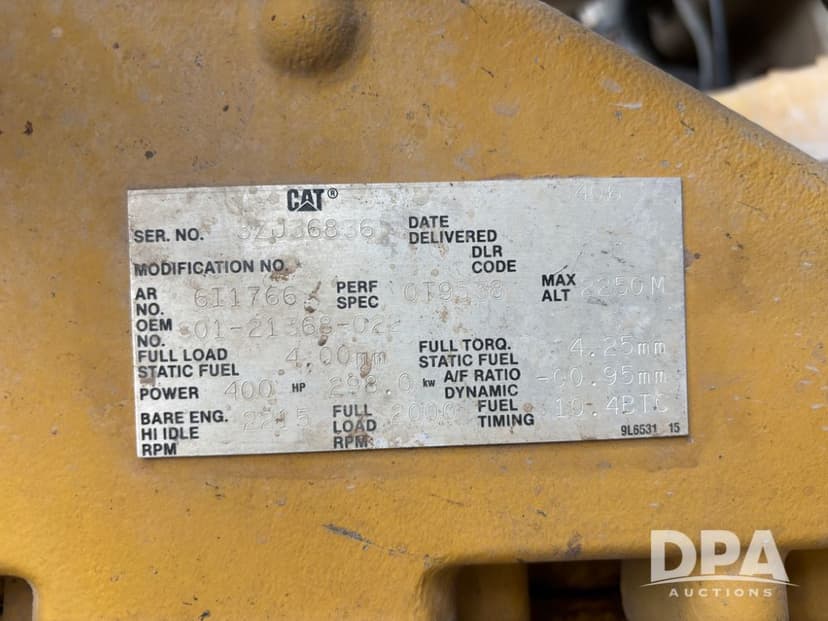 CAT®
SER. NO. 3ZJ36836 DATE DELIVERED
DLR CODE
MODIFICATION NO.
AR NO. 6I1766 PERF SPEC 0T9538 MAX ALT 2250M
OEM NO. 01-21368-022
FULL LOAD STATIC FUEL 4.00mm FULL TORQ. STATIC FUEL 4.25mm
POWER 400 HP 298.0 kw A/F RATIO DYNAMIC -00.95mm
BARE ENG. HI IDLE RPM 2215 FULL LOAD RPM 2000 FUEL TIMING 10.4BTC
9L6531 15
DPA
AUCTIONS